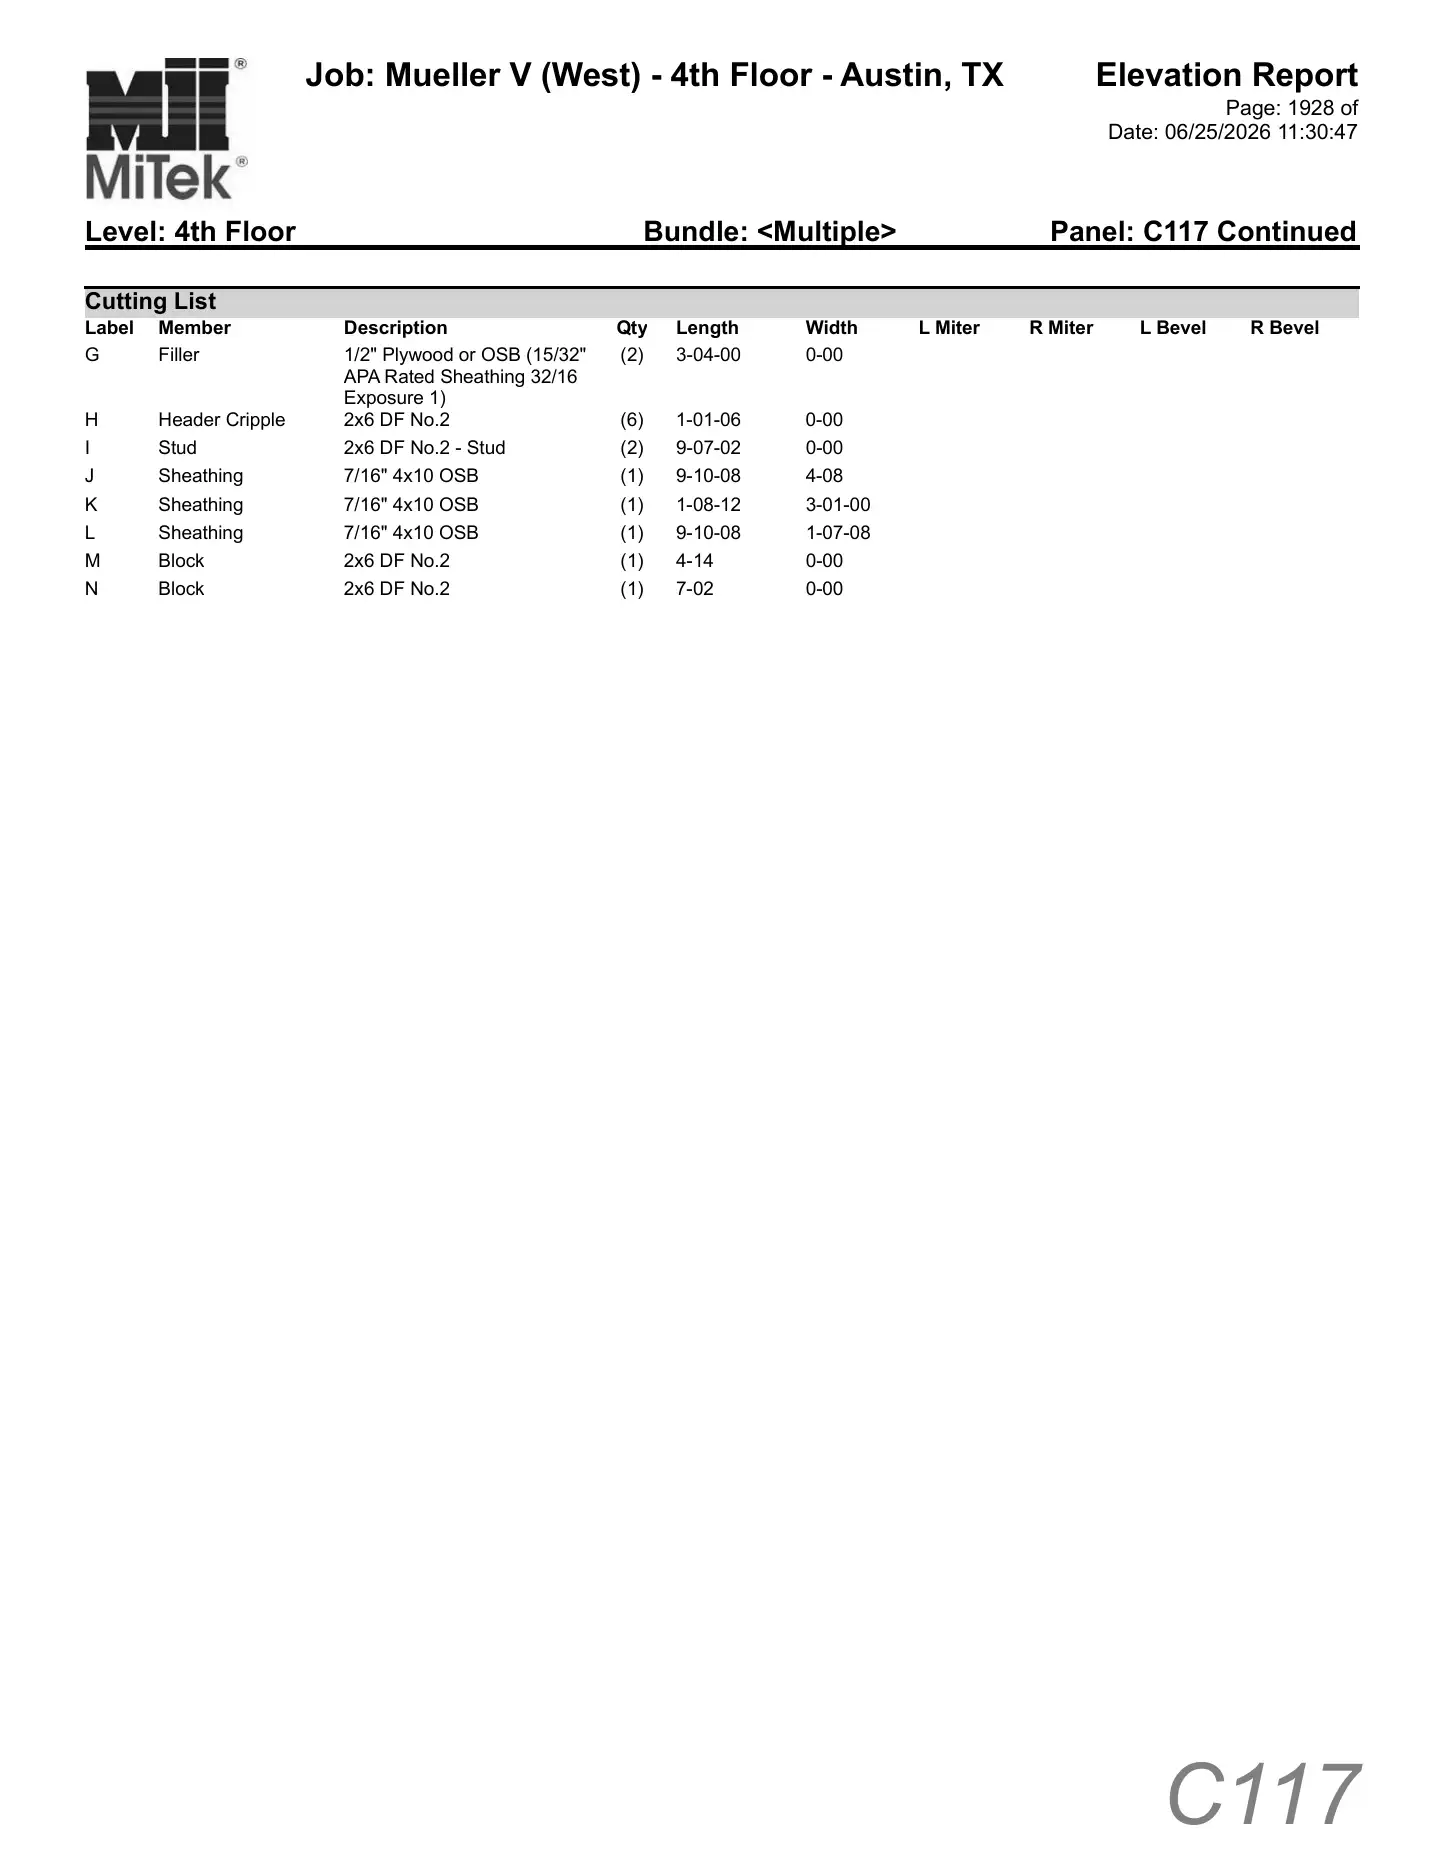 MiTek®
Job: Mueller V (West) - 4th Floor - Austin, TX
Elevation Report
Page: 1928 of
Date: 06/25/2026 11:30:47
Level: 4th Floor Bundle: <Multiple> Panel: C117 Continued
Cutting List
Label Member Description Qty Length Width L Miter R Miter L Bevel R Bevel
G Filler 1/2" Plywood or OSB (15/32" (2) 3-04-00 0-00
APA Rated Sheathing 32/16
Exposure 1)
H Header Cripple 2x6 DF No.2 (6) 1-01-06 0-00
I Stud 2x6 DF No.2 - Stud (2) 9-07-02 0-00
J Sheathing 7/16" 4x10 OSB (1) 9-10-08 4-08
K Sheathing 7/16" 4x10 OSB (1) 1-08-12 3-01-00
L Sheathing 7/16" 4x10 OSB (1) 9-10-08 1-07-08
M Block 2x6 DF No.2 (1) 4-14 0-00
N Block 2x6 DF No.2 (1) 7-02 0-00
C117